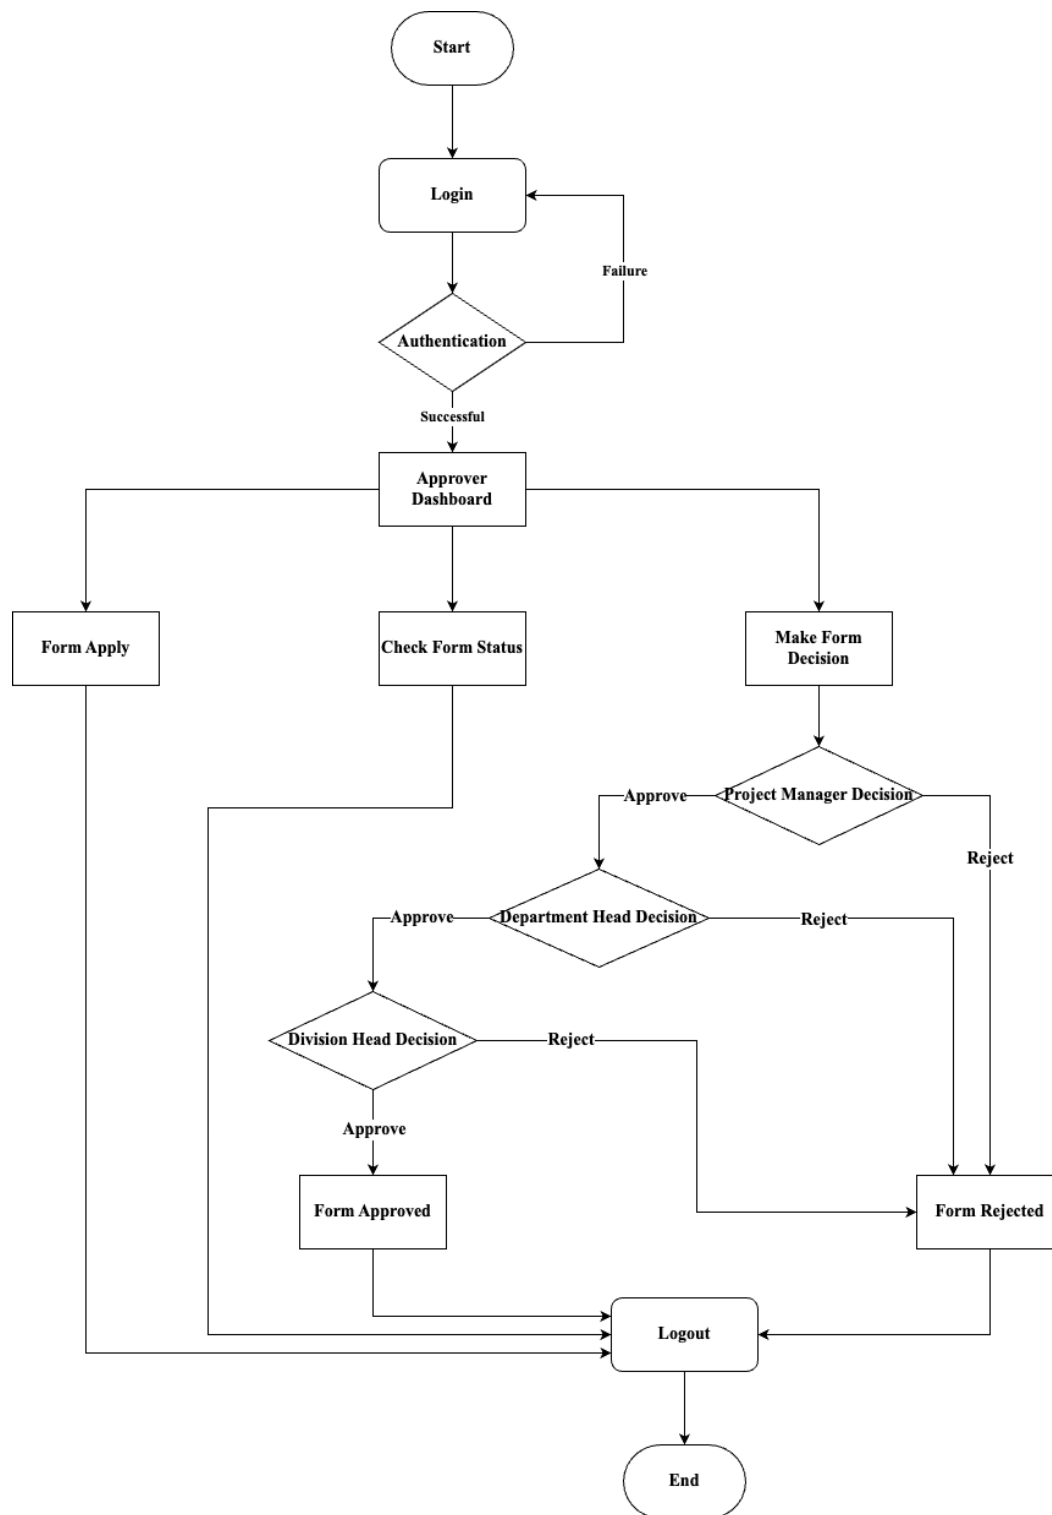 Start
Login
Failure
Authentication
Successful
Approver
Dashboard
Form Apply
Check Form Status
Make Form
Decision
Approve
Project Manager Decision
Reject
Approve
Department Head Decision
Reject
Division Head Decision
Reject
Approve
Form Approved
Form Rejected
Logout
End